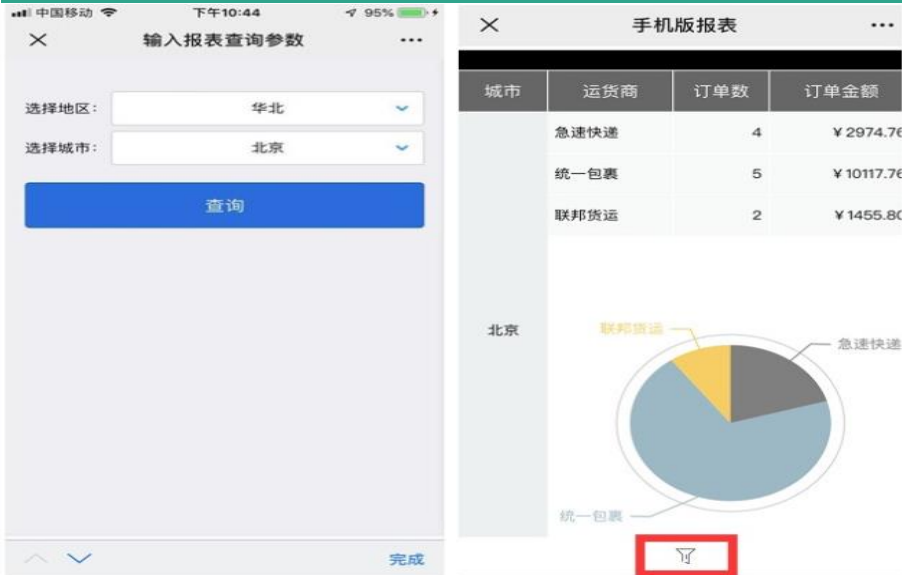 中国移动 下午10:44 95%
输入报表查询参数
选择地区: 华北
选择城市: 北京
查询
完成
手机版报表
城市 运货商 订单数 订单金额
急速快递 4 ¥2974.76
统一包裹 5 ¥10117.76
联邦货运 2 ¥1455.80
北京
联邦货运
急速快递
统一包裹